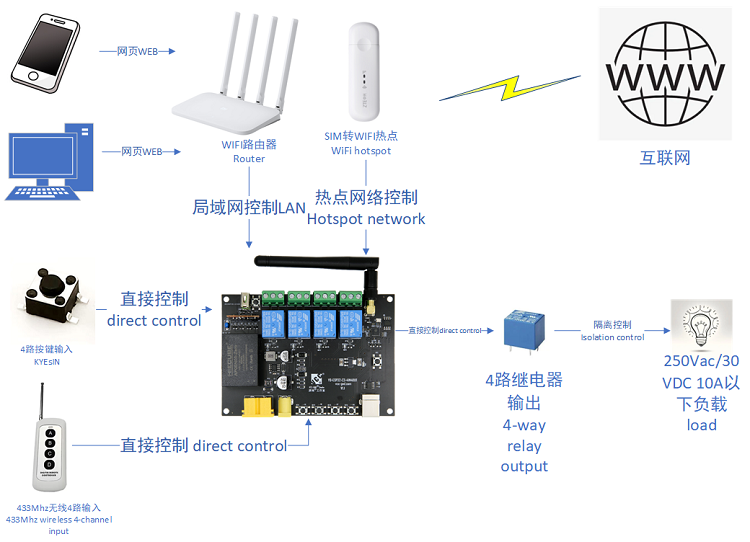 网页WEB
WWW
SIM转WIFI热点
WiFi hotspot
WIFI路由器
Router
网页WEB
互联网
热点网络控制
Hotspot network
局域网控制LAN
直接控制
direct control
直接控制direct control
隔离控制
Isolation control
4路按键输入
KYEsIN
250Vac/30
VDC 10A以
下负载
load
4路继电器
输出
4-way
relay
output
A
B
C
D
直接控制 direct control
433Mhz无线4路输入
433Mhz wireless 4-channel
input